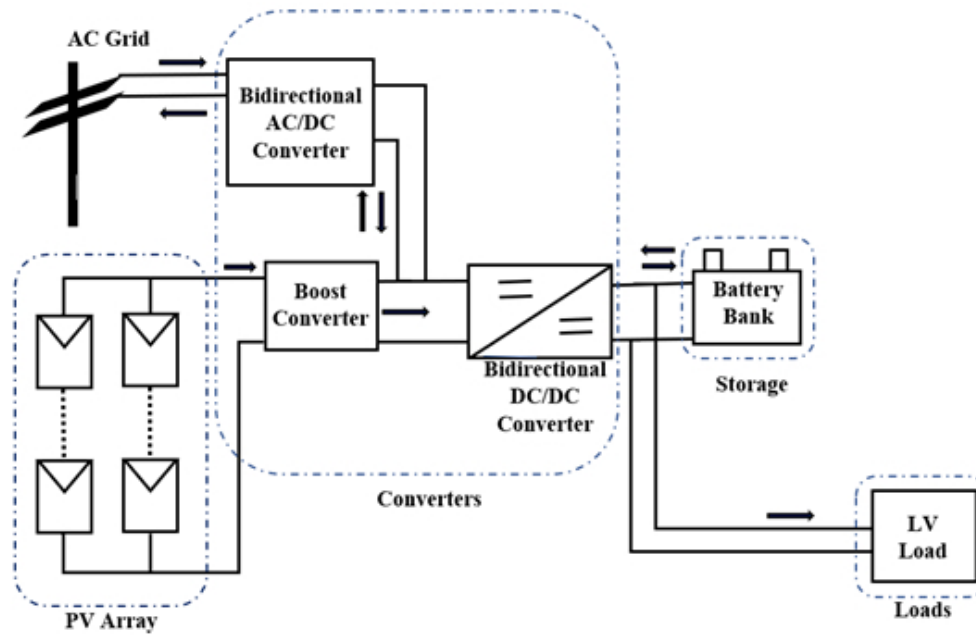 AC Grid
Bidirectional
AC/DC
Converter
Boost
Converter
Bidirectional
DC/DC
Converter
Battery
Bank
Storage
Converters
LV
Load
Loads
PV Array